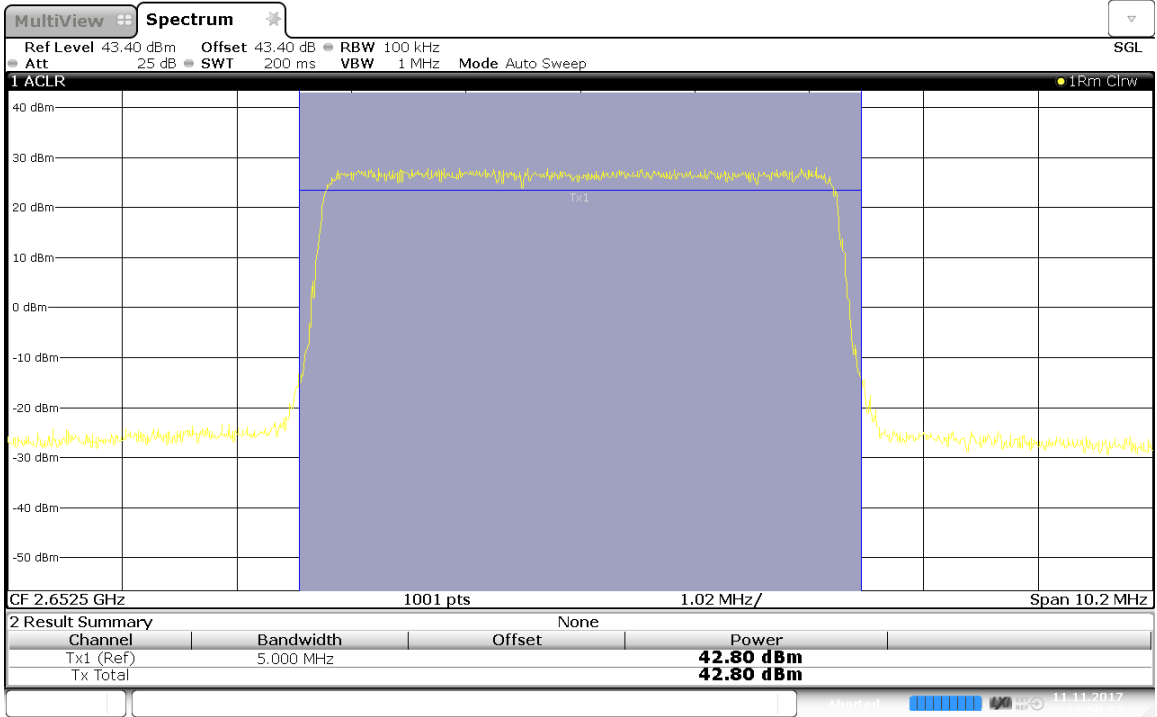 MultiView Spectrum
Ref Level 43.40 dBm Offset 43.40 dB RBW 100 kHz SGL
Att 25 dB SWT 200 ms VBW 1 MHz Mode Auto Sweep
1 ACLR 1Rm Clrw
40 dBm
30 dBm
Tx1
20 dBm
10 dBm
0 dBm
-10 dBm
-20 dBm
-30 dBm
-40 dBm
-50 dBm
CF 2.6525 GHz 1001 pts 1.02 MHz/ Span 10.2 MHz
2 Result Summary None
Channel Bandwidth Offset Power
Tx1 (Ref) 5.000 MHz 42.80 dBm
Tx Total 42.80 dBm
Aborted LXI EXT REF 11.11.2017